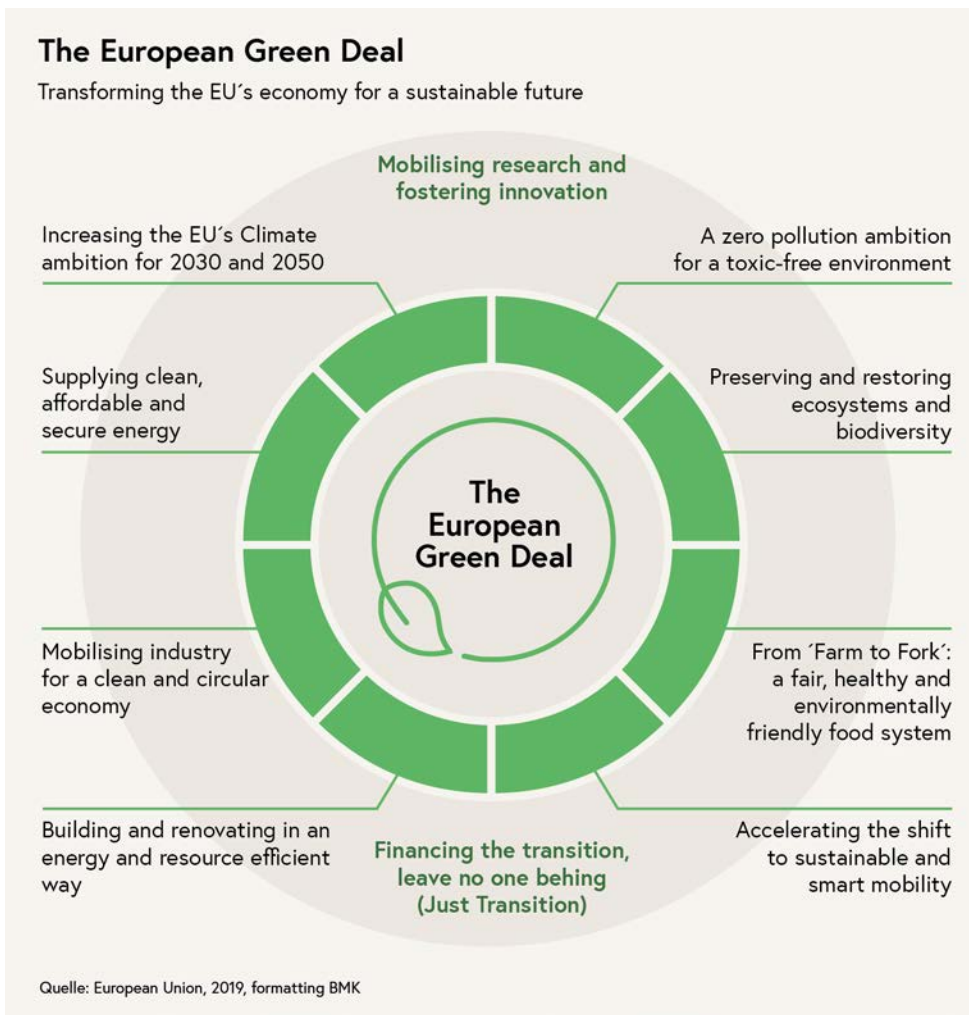 The European Green Deal
Transforming the EU´s economy for a sustainable future
Mobilising research and
fostering innovation
Increasing the EU´s Climate
ambition for 2030 and 2050
A zero pollution ambition
for a toxic-free environment
Supplying clean,
affordable and
secure energy
Preserving and restoring
ecosystems and
biodiversity
The
European
Green Deal
Mobilising industry
for a clean and circular
economy
From ´Farm to Fork´:
a fair, healthy and
environmentally
friendly food system
Building and renovating in an
energy and resource efficient
way
Financing the transition,
leave no one behing
(Just Transition)
Accelerating the shift
to sustainable and
smart mobility
Quelle: European Union, 2019, formatting BMK